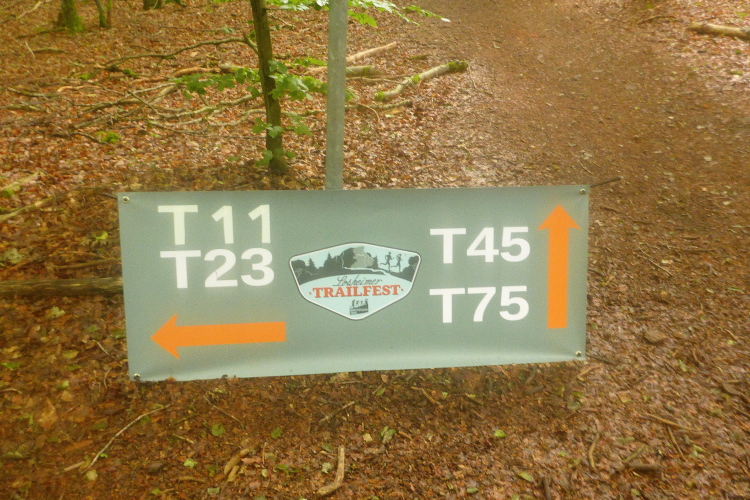 T11
T23
Losheimer
TRAILFEST
T45
T75